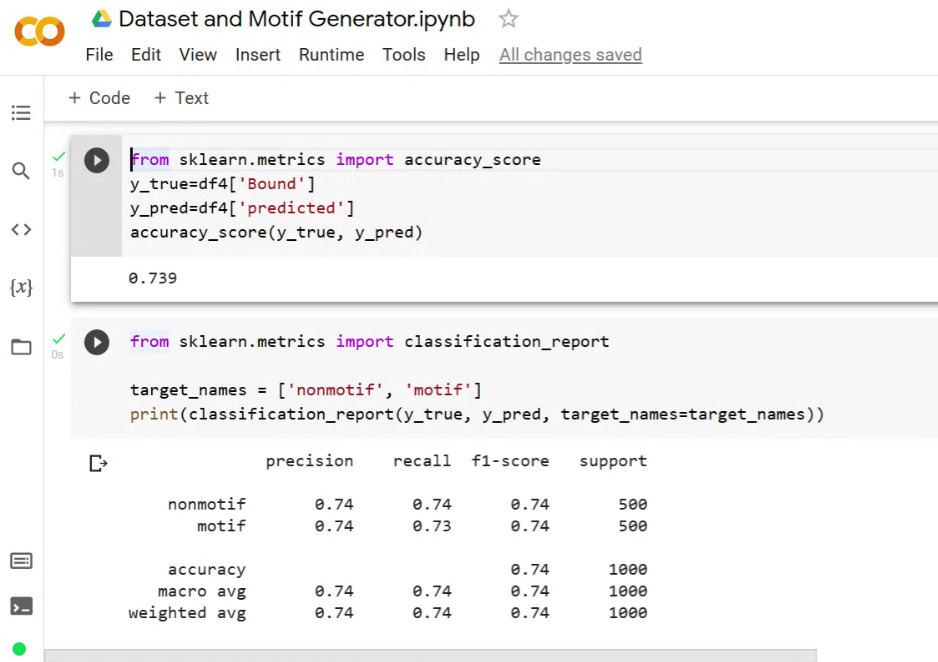 Dataset and Motif Generator.ipynb
File Edit View Insert Runtime Tools Help All changes saved
+ Code + Text
from sklearn.metrics import accuracy_score
1s
y_true=df4['Bound']
y_pred=df4['predicted']
accuracy_score(y_true, y_pred)
{x}
0.739
from sklearn.metrics import classification_report
0s
target_names = ['nonmotif', 'motif']
print(classification_report(y_true, y_pred, target_names=target_names))
precision recall f1-score support
nonmotif 0.74 0.74 0.74 500
motif 0.74 0.73 0.74 500
accuracy 0.74 1000
macro avg 0.74 0.74 0.74 1000
weighted avg 0.74 0.74 0.74 1000